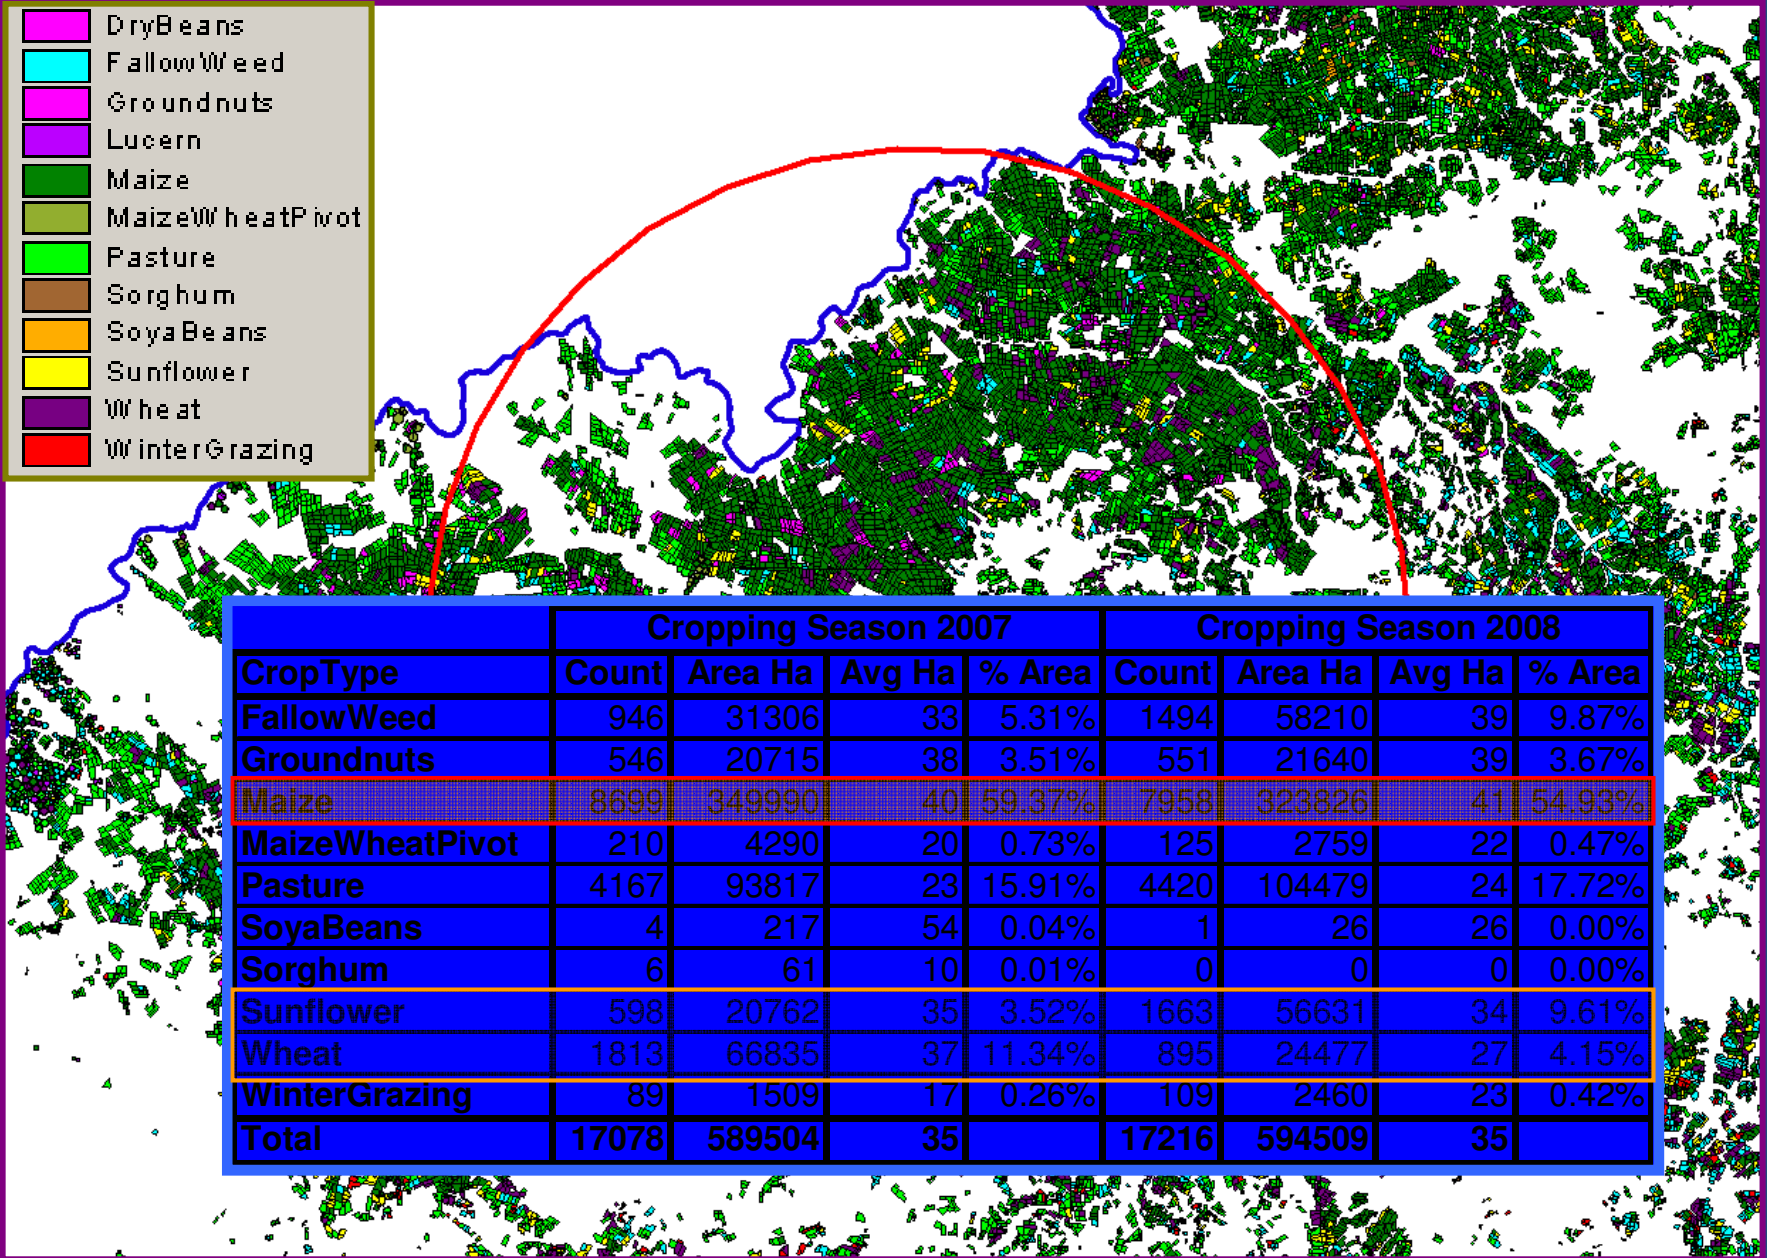 DryBeans
FallowWeed
Groundnuts
Lucern
Maize
MaizeWheatPivot
Pasture
Sorghum
SoyaBeans
Sunflower
Wheat
WinterGrazing
Cropping Season 2007 Cropping Season 2008
CropType Count Area Ha Avg Ha % Area Count Area Ha Avg Ha % Area
FallowWeed 946 31306 33 5.31% 1494 58210 39 9.87%
Groundnuts 546 20715 38 3.51% 551 21640 39 3.67%
Maize 8699 349990 40 59.37% 7958 323826 41 54.93%
MaizeWheatPivot 210 4290 20 0.73% 125 2759 22 0.47%
Pasture 4167 93817 23 15.91% 4420 104479 24 17.72%
SoyaBeans 4 217 54 0.04% 1 26 26 0.00%
Sorghum 6 61 10 0.01% 0 0 0 0.00%
Sunflower 598 20762 35 3.52% 1663 56631 34 9.61%
Wheat 1813 66835 37 11.34% 895 24477 27 4.15%
WinterGrazing 89 1509 17 0.26% 109 2460 23 0.42%
Total 17078 589504 35 17216 594509 35